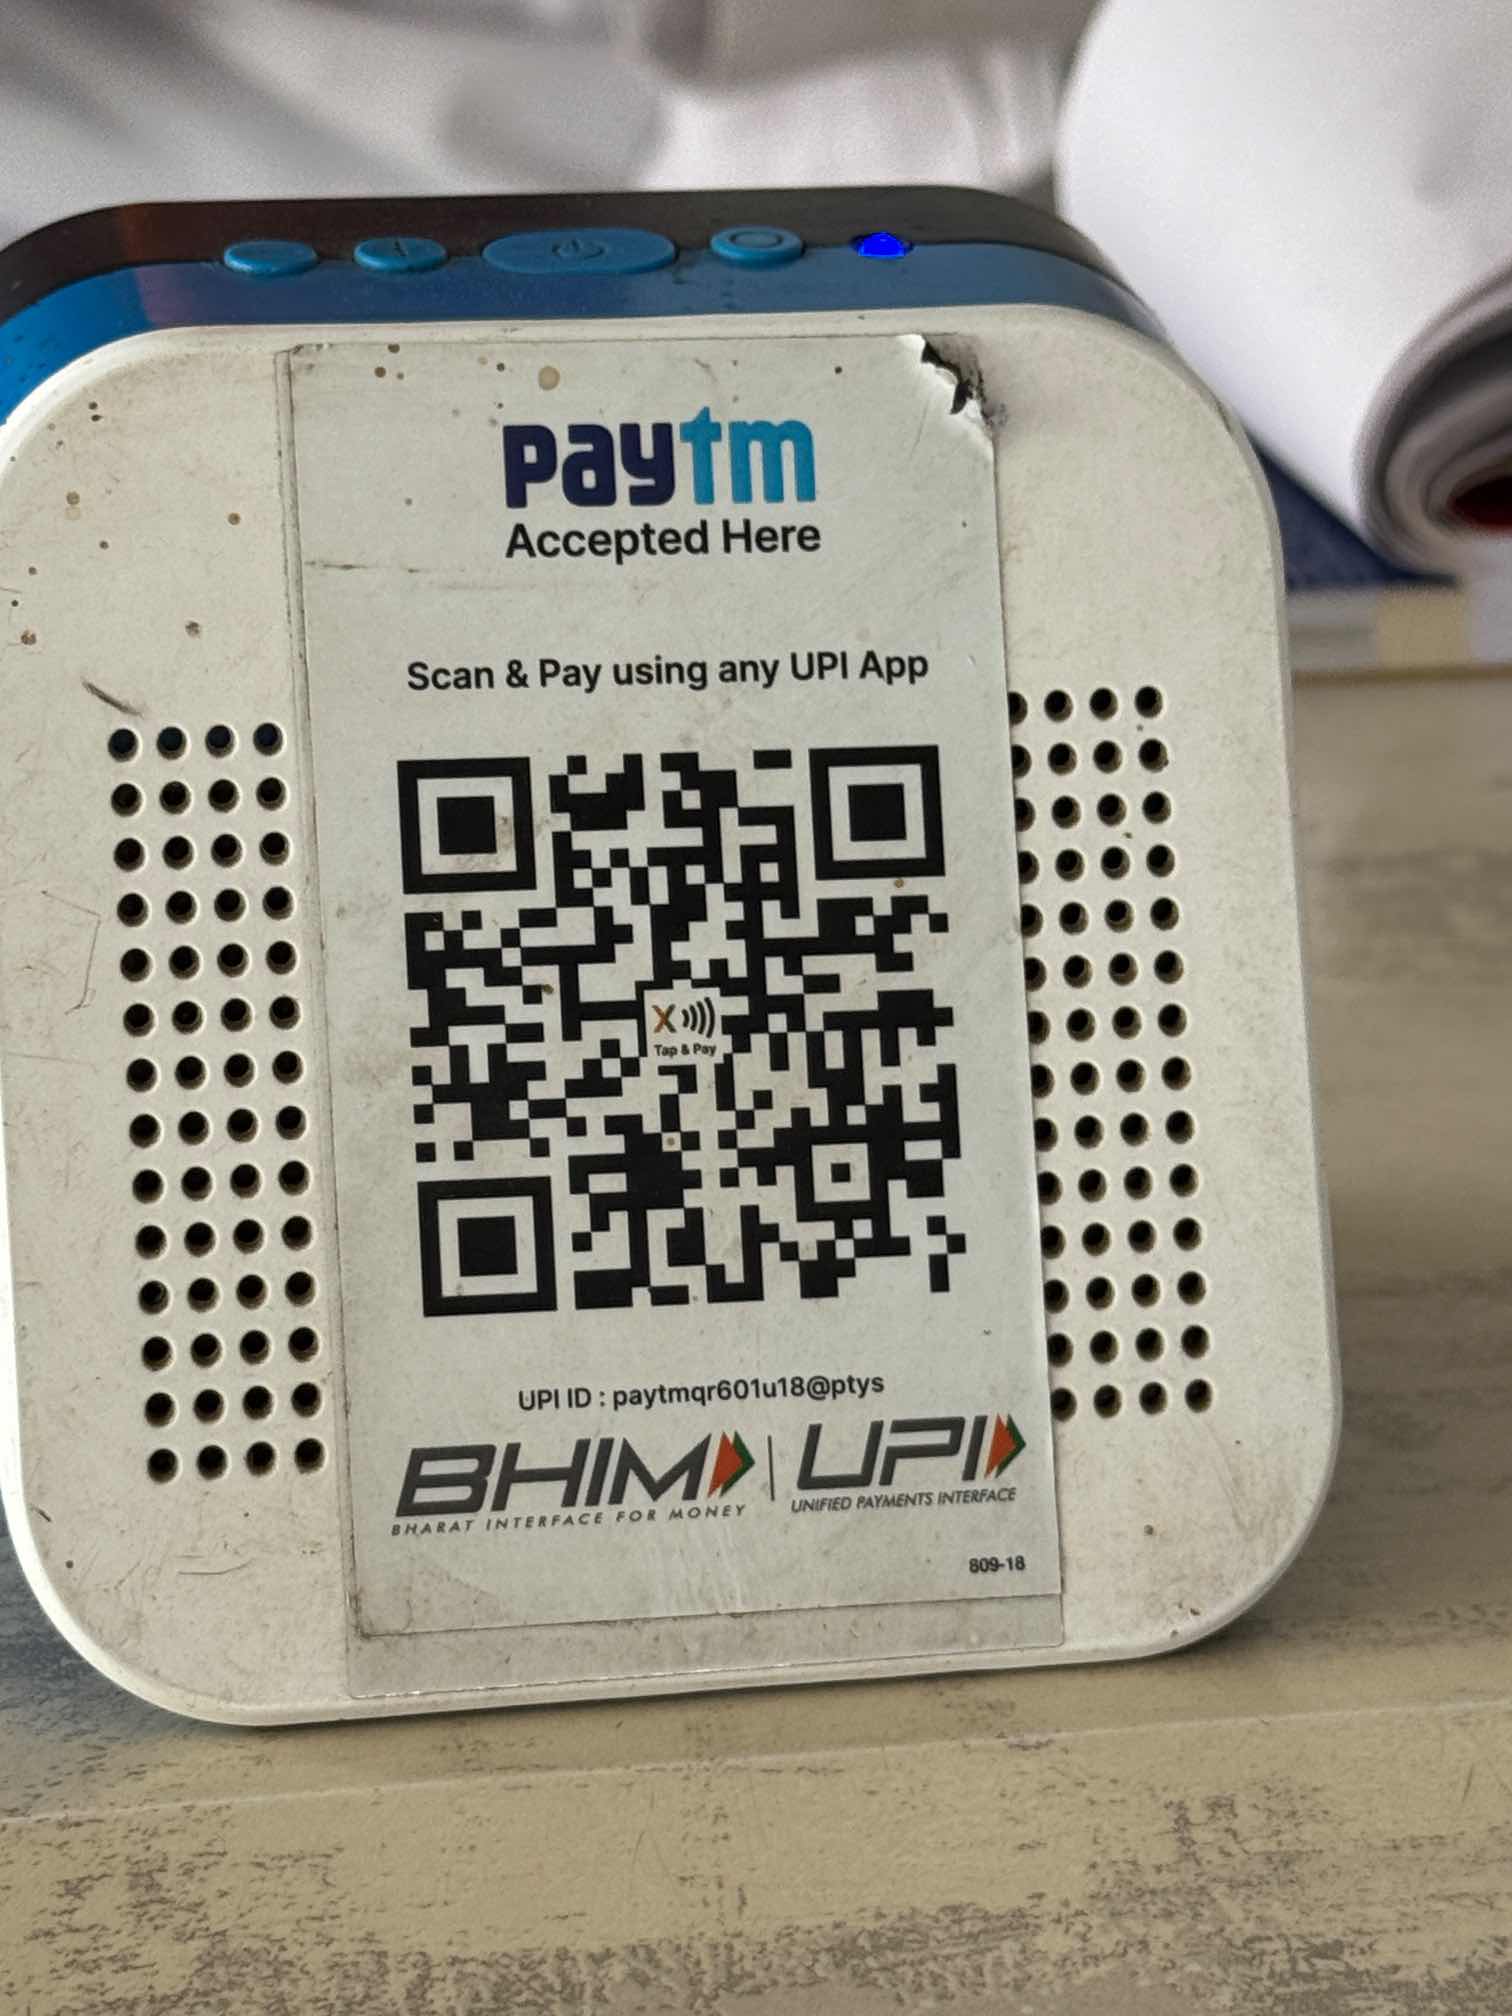 paytm
Accepted Here
Scan & Pay using any UPI App
Tap & Pay
UPI ID : paytmqr601u18@ptys
BHIM | UPI
BHARAT INTERFACE FOR MONEY
UNIFIED PAYMENTS INTERFACE
809-18